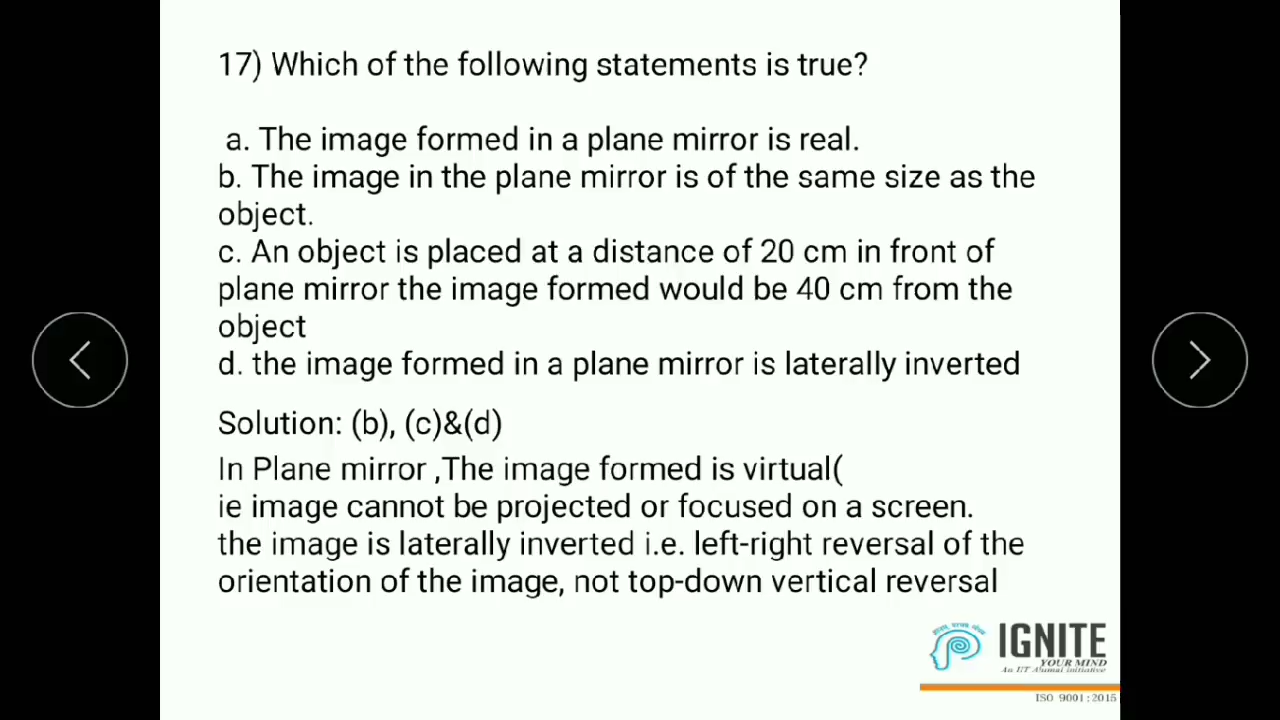 17) Which of the following statements is true?
a. The image formed in a plane mirror is real.
b. The image in the plane mirror is of the same size as the
object.
c. An object is placed at a distance of 20 cm in front of
plane mirror the image formed would be 40 cm from the
object
d. the image formed in a plane mirror is laterally inverted
Solution: (b), (c)&(d)
In Plane mirror ,The image formed is virtual(
ie image cannot be projected or focused on a screen.
the image is laterally inverted i.e. left-right reversal of the
orientation of the image, not top-down vertical reversal
IGNITE
YOUR MIND
An IIT Alumni initiative
ISO 9001:2015